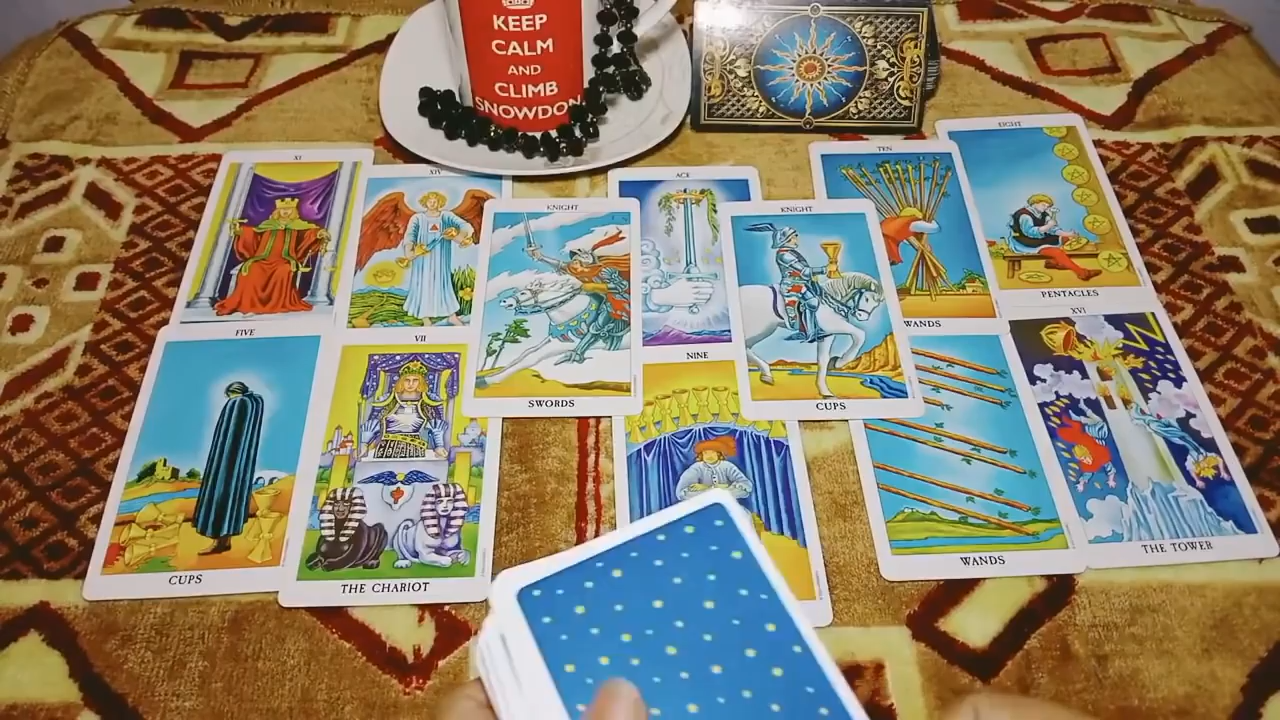 KEEP
CALM
AND
CLIMB
SNOWDON
XI
XIV
KNIGHT
SWORDS
ACE
KNIGHT
CUPS
TEN
WANDS
EIGHT
PENTACLES
FIVE
CUPS
VII
THE CHARIOT
NINE
WANDS
XVI
THE TOWER